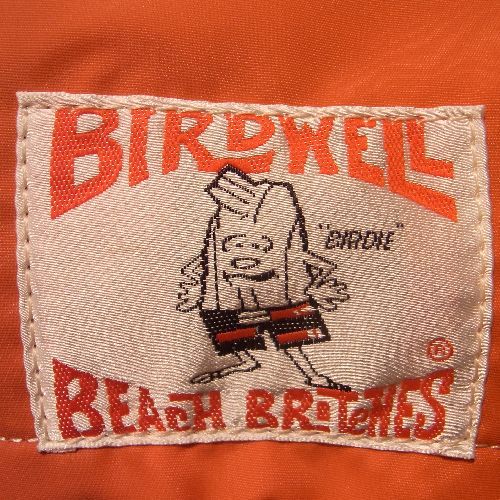 BIRDWELL
"BIRDIE"
®
BEACH BRITCHES